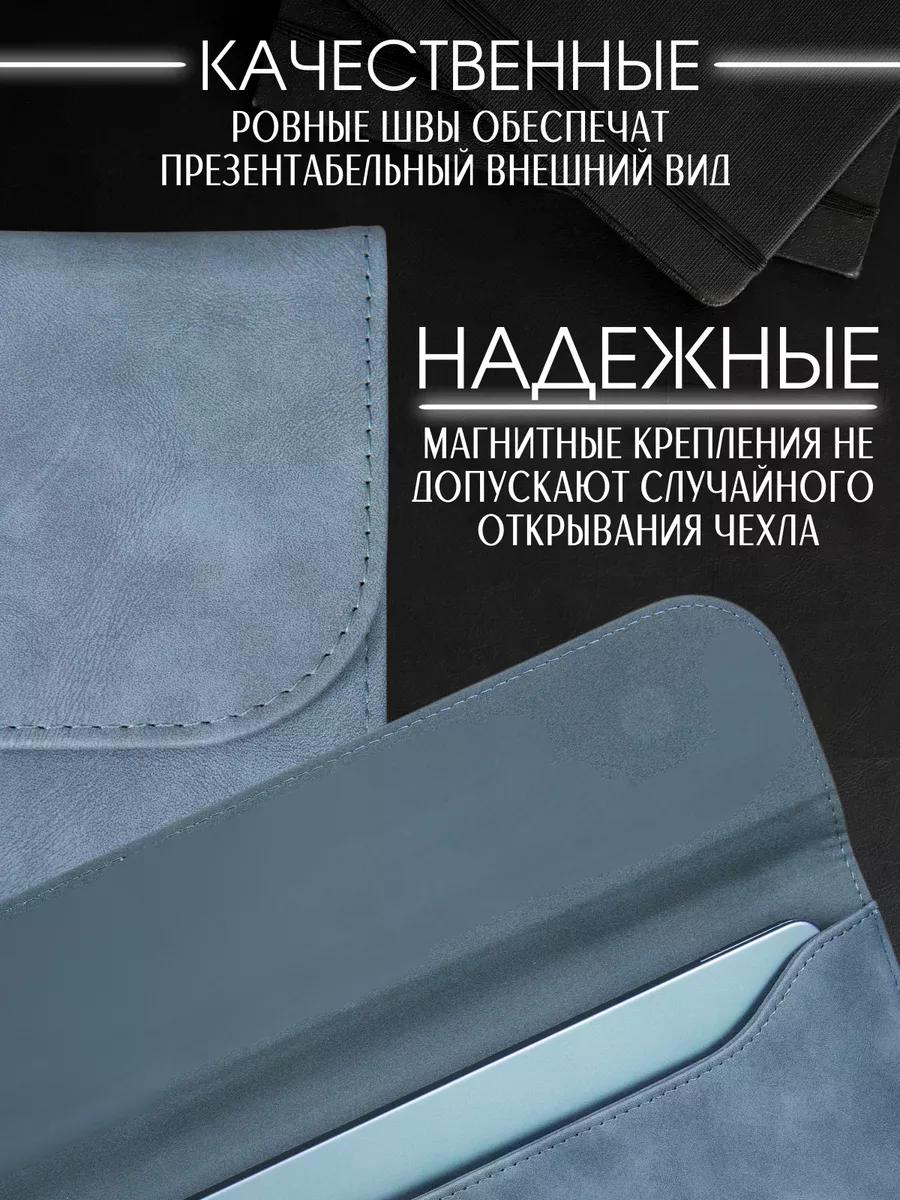 КАЧЕСТВЕННЫЕ
РОВНЫЕ ШВЫ ОБЕСПЕЧАТ
ПРЕЗЕНТАБЕЛЬНЫЙ ВНЕШНИЙ ВИД
НАДЕЖНЫЕ
МАГНИТНЫЕ КРЕПЛЕНИЯ НЕ
ДОПУСКАЮТ СЛУЧАЙНОГО
ОТКРЫВАНИЯ ЧЕХЛА